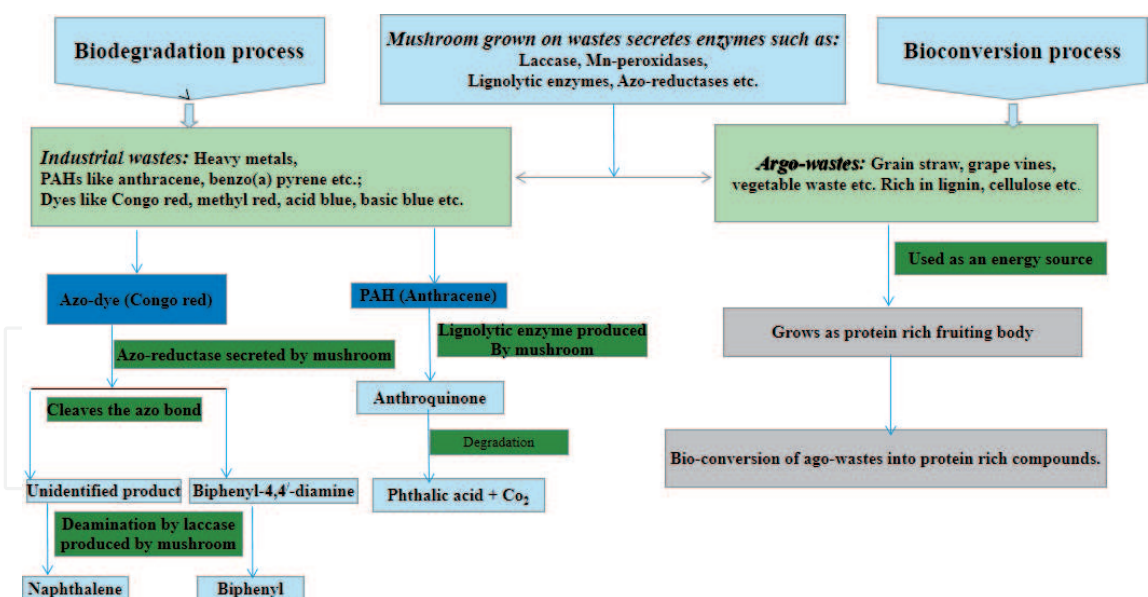 Biodegradation process
Mushroom grown on wastes secretes enzymes such as:
Laccase, Mn-peroxidases,
Lignolytic enzymes, Azo-reductases etc.
Bioconversion process
Industrial wastes: Heavy metals,
PAHs like anthracene, benzo(a) pyrene etc.;
Dyes like Congo red, methyl red, acid blue, basic blue etc.
Argo-wastes: Grain straw, grape vines,
vegetable waste etc. Rich in lignin, cellulose etc.
Used as an energy source
Azo-dye (Congo red)
PAH (Anthracene)
Grows as protein rich fruiting body
Azo-reductase secreted by mushroom
Lignolytic enzyme produced
By mushroom
Cleaves the azo bond
Anthroquinone
Degradation
Bio-conversion of ago-wastes into protein rich compounds.
Unidentified product
Biphenyl-4,4/-diamine
Phthalic acid + Co2
Deamination by laccase
produced by mushroom
Naphthalene
Biphenyl